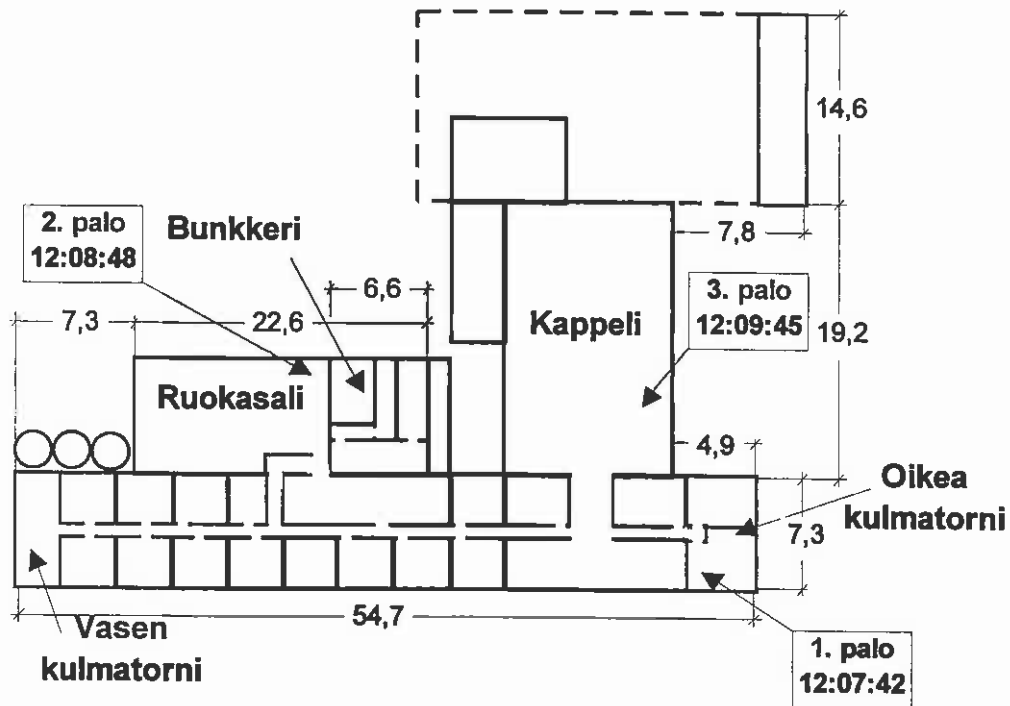 14,6
2. palo
12:08:48
Bunkkeri
7,8
6,6
3. palo
12:09:45
7,3
22,6
Kappeli
19,2
Ruokasali
4,9
Oikea
kulmatorni
7,3
54,7
Vasen
kulmatorni
1. palo
12:07:42